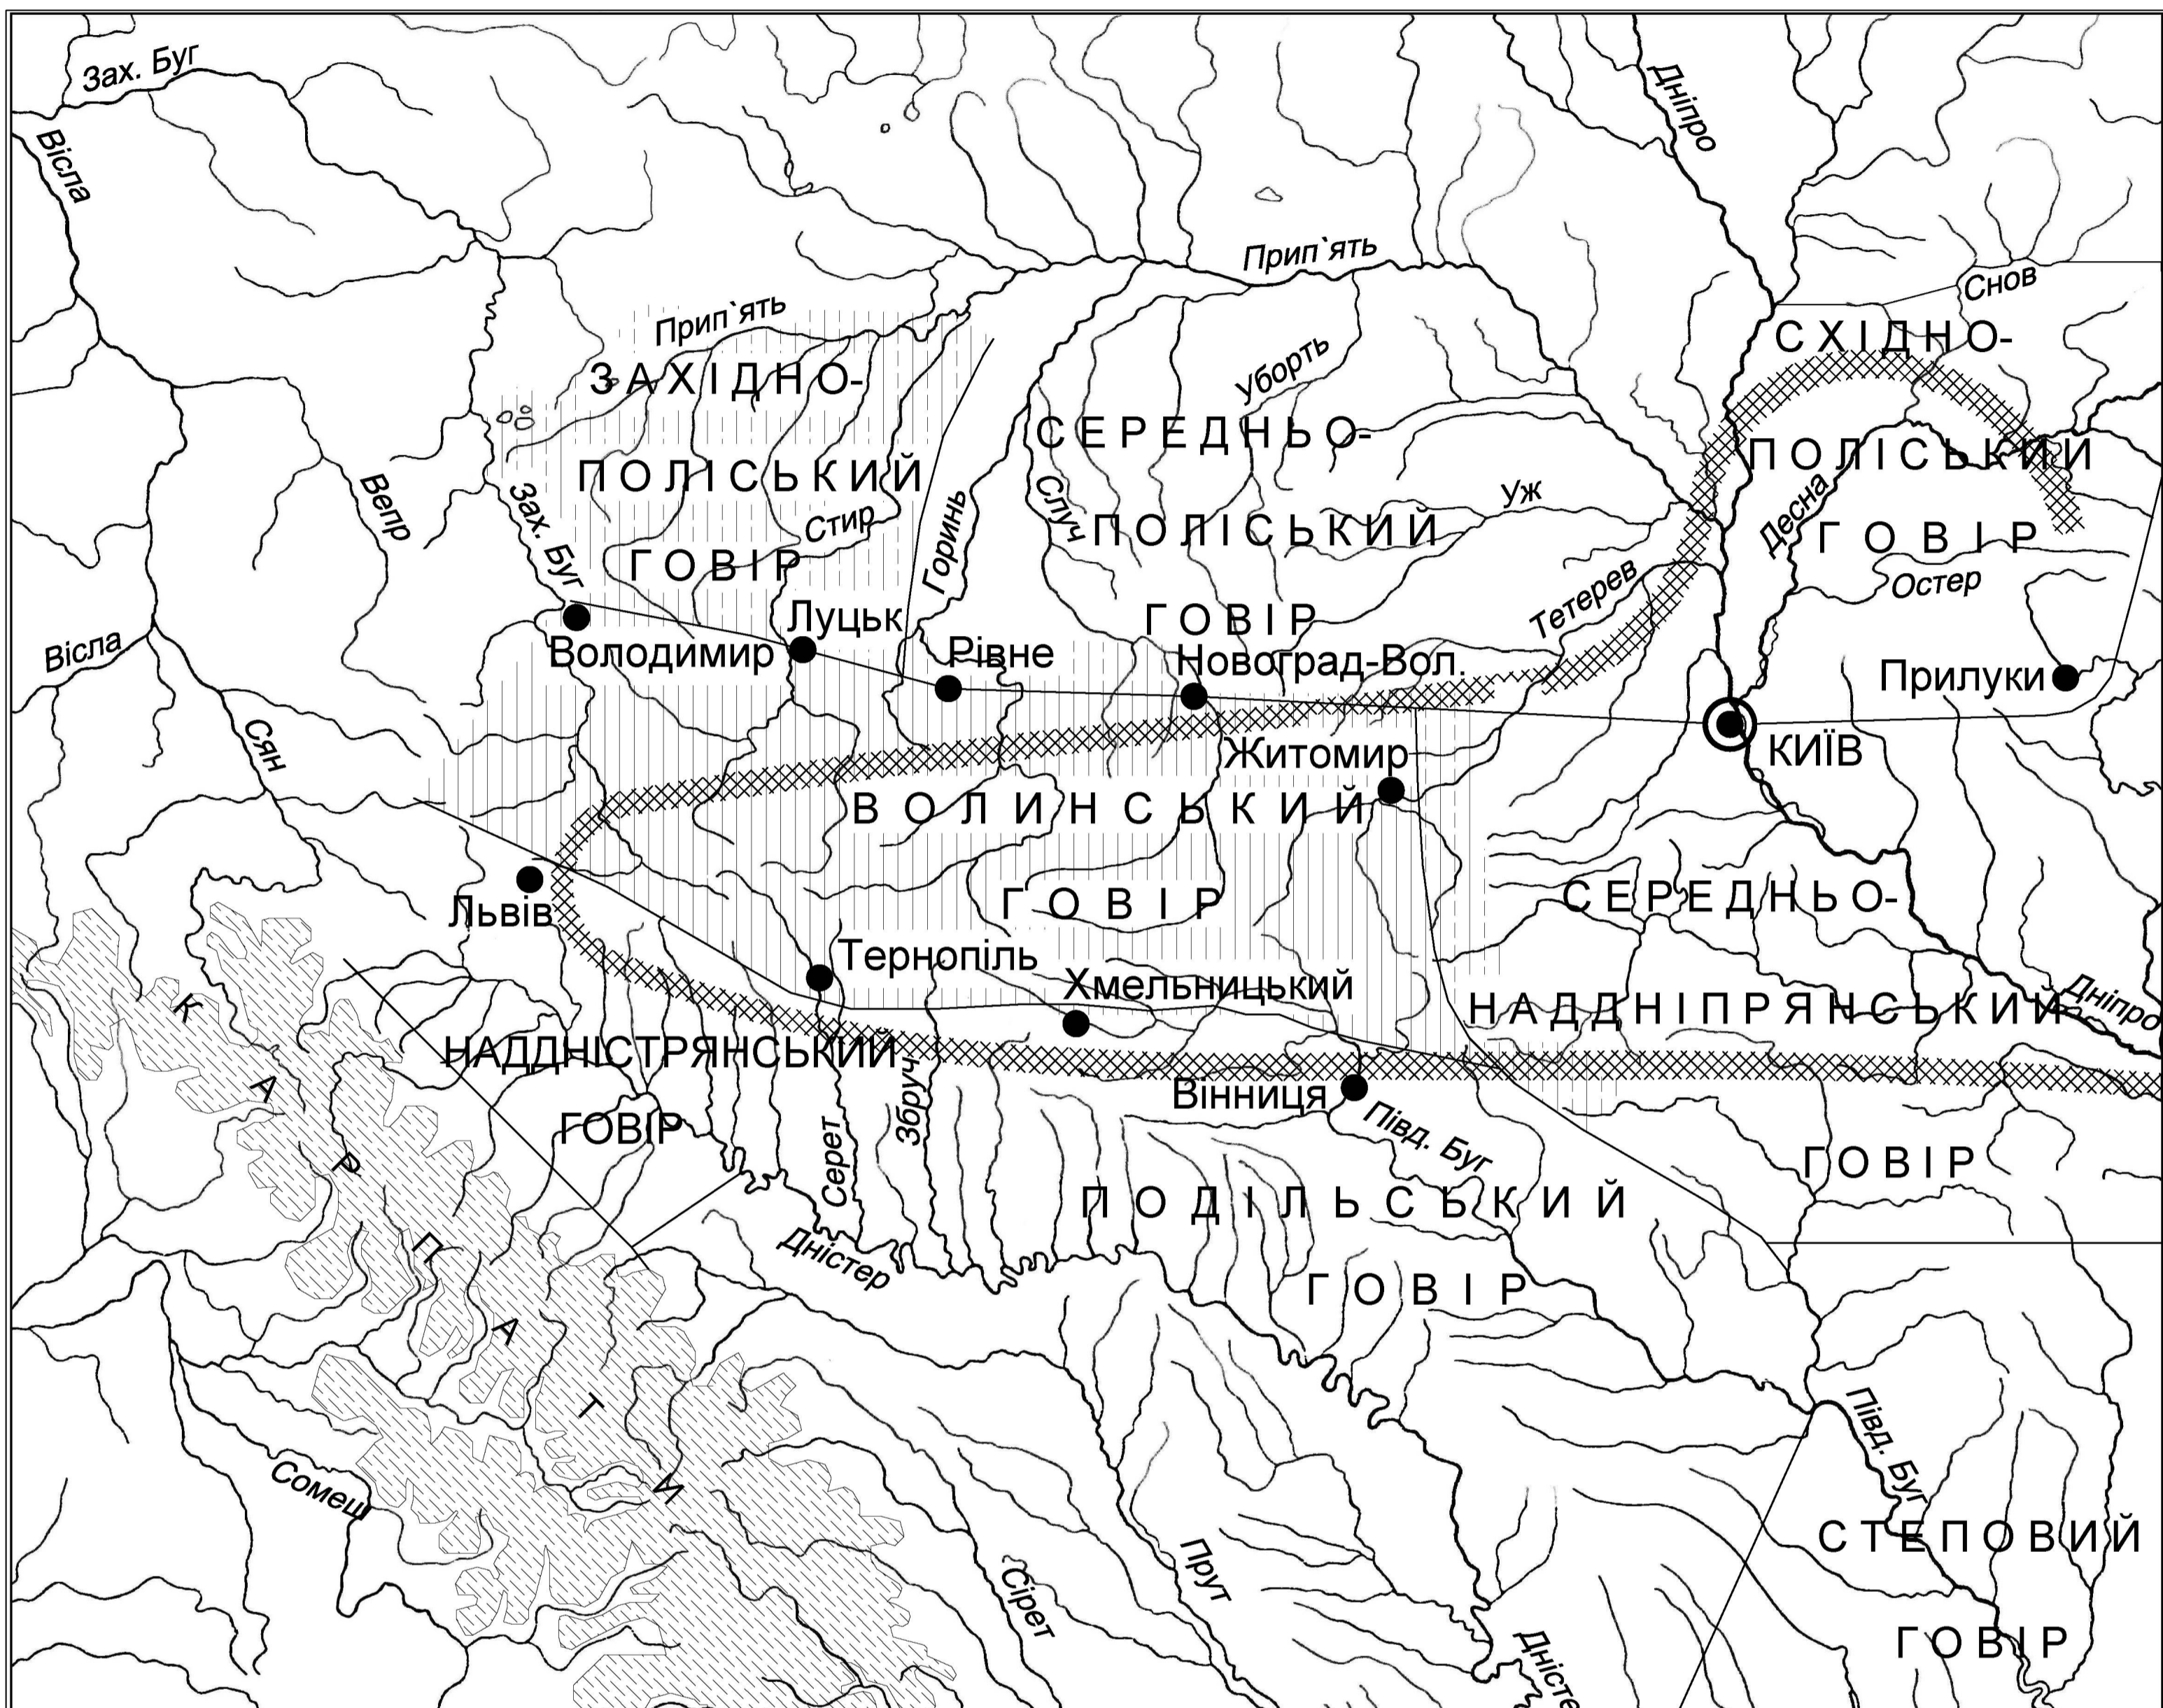 Зах. Буг
Вісла
Дніпро
Прип`ять
Снов
Прип`ять
СХІДНО-
ПОЛІСЬКИЙ
ГОВІР
Десна
Остер
ЗАХІДНО-
ПОЛІСЬКИЙ
ГОВІР
Стир
Уборть
СЕРЕДНЬО-
ПОЛІСЬКИЙ
ГОВІР
Случ
Уж
Горинь
Вепр
Зах. Буг
Тетерев
Луцьк
Володимир
Рівне
Новоград-Вол.
Прилуки
Вісла
Сян
Житомир
КИЇВ
ВОЛИНСЬКИЙ
ГОВІР
Львів
Тернопіль
Хмельницький
СЕРЕДНЬО-
НАДДНІПРЯНСЬКИЙ
ГОВІР
Дніпро
КАРПАТИ
НАДДНІСТРЯНСЬКИЙ
ГОВІР
Збруч
Серет
Вінниця
Півд. Буг
ПОДІЛЬСЬКИЙ
ГОВІР
Дністер
Півд. Буг
Сомеш
Сірет
Прут
СТЕПОВИЙ
ГОВІР
Дністе